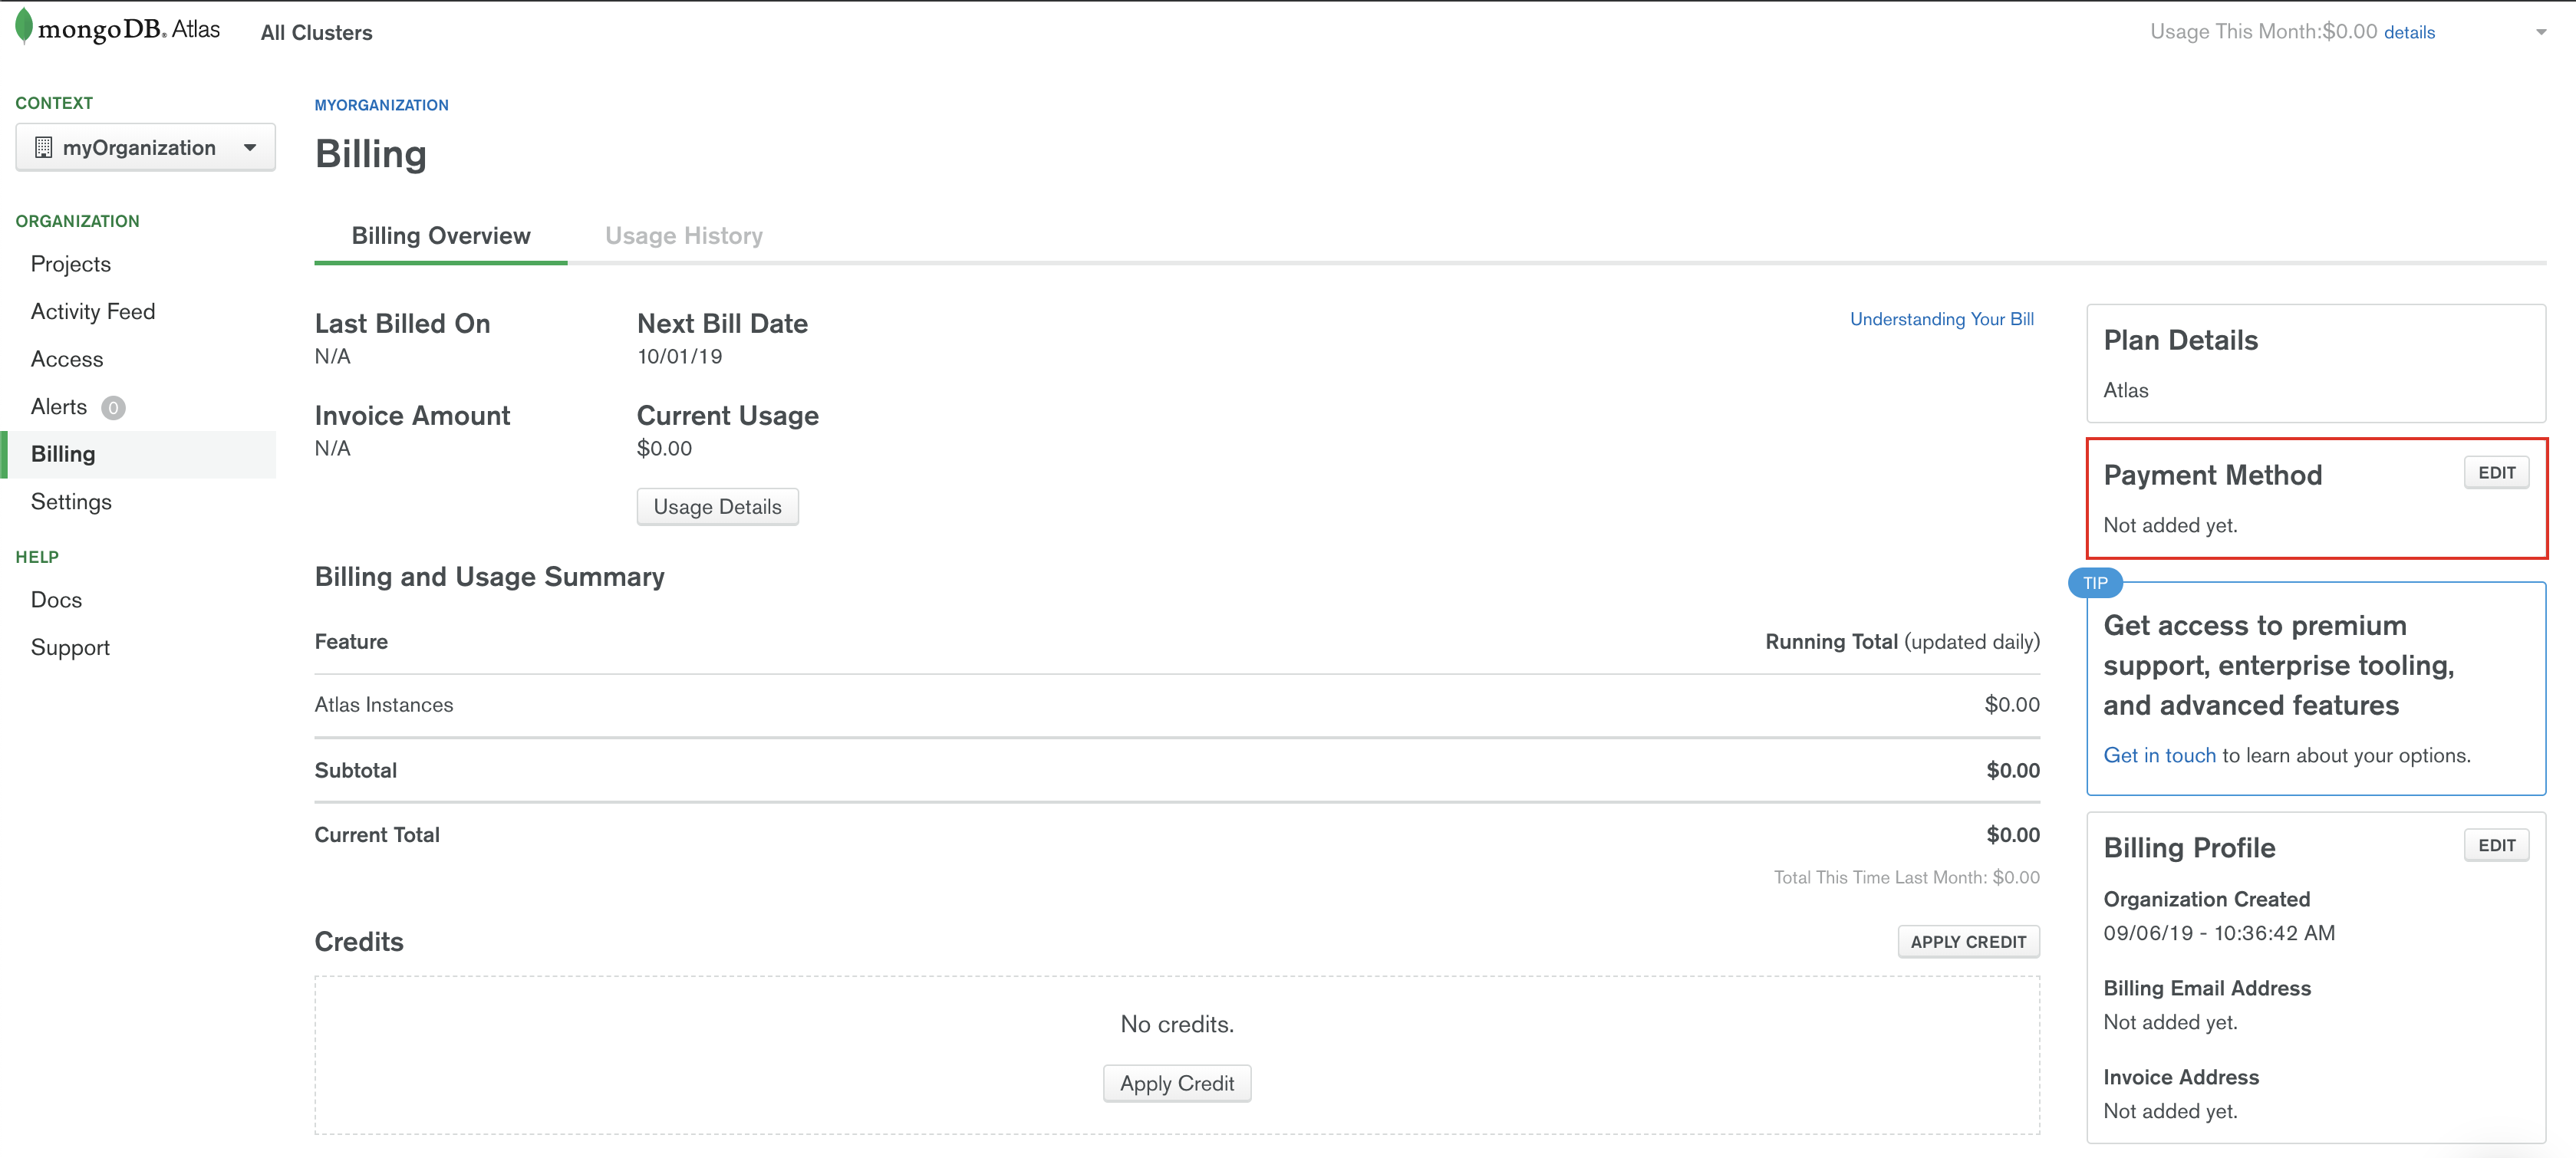 mongoDB. Atlas
All Clusters
Usage This Month:$0.00 details
CONTEXT
myOrganization
ORGANIZATION
Projects
Activity Feed
Access
Alerts 0
Billing
Settings
HELP
Docs
Support
MYORGANIZATION
Billing
Billing Overview
Usage History
Last Billed On
N/A
Next Bill Date
10/01/19
Understanding Your Bill
Invoice Amount
N/A
Current Usage
$0.00
Usage Details
Billing and Usage Summary
Feature
Running Total (updated daily)
Atlas Instances
$0.00
Subtotal
$0.00
Current Total
$0.00
Total This Time Last Month: $0.00
Credits
APPLY CREDIT
No credits.
Apply Credit
Plan Details
Atlas
Payment Method
EDIT
Not added yet.
TIP
Get access to premium
support, enterprise tooling,
and advanced features
Get in touch to learn about your options.
Billing Profile
EDIT
Organization Created
09/06/19 - 10:36:42 AM
Billing Email Address
Not added yet.
Invoice Address
Not added yet.